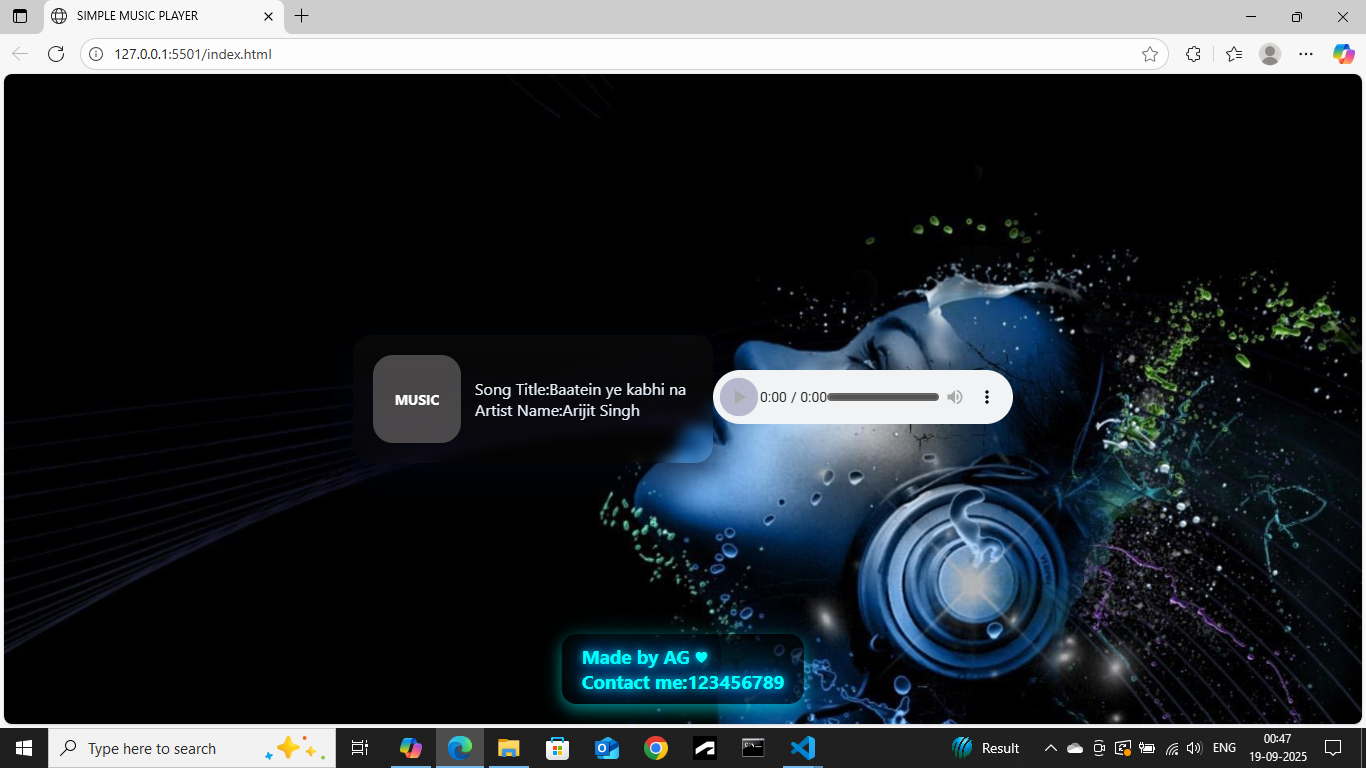 SIMPLE MUSIC PLAYER
127.0.0.1:5501/index.html
MUSIC
Song Title:Baatein ye kabhi na
Artist Name:Arijit Singh
0:00 / 0:00
Made by AG ♥
Contact me:123456789
Type here to search
Result
ENG
00:47
19-09-2025